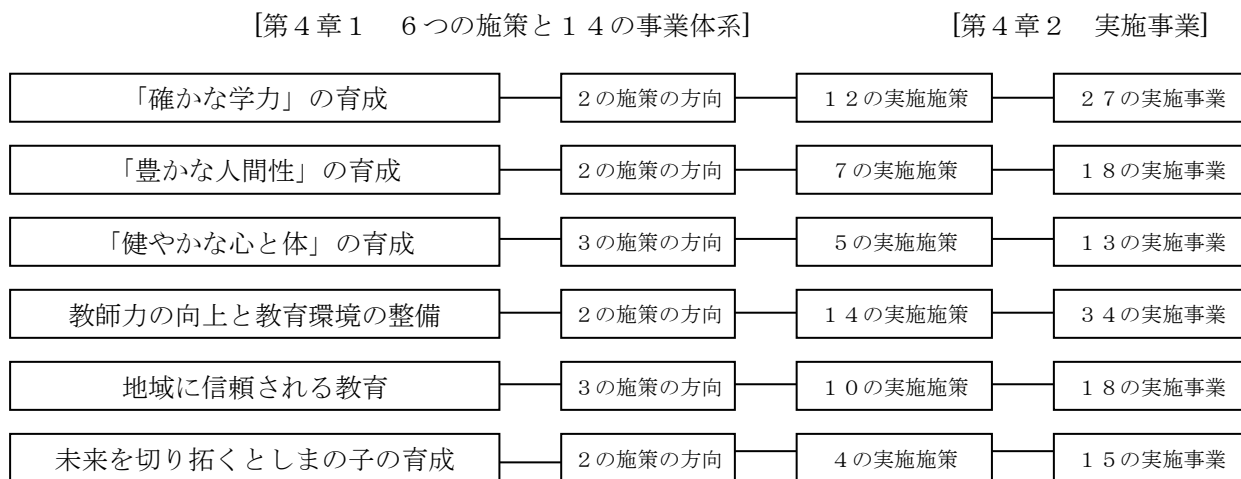 [第４章１　６つの施策と１４の事業体系]　[第４章２　実施事業]
「確かな学力」の育成　２の施策の方向　１２の実施施策　２７の実施事業
「豊かな人間性」の育成　２の施策の方向　７の実施施策　１８の実施事業
「健やかな心と体」の育成　３の施策の方向　５の実施施策　１３の実施事業
教師力の向上と教育環境の整備　２の施策の方向　１４の実施施策　３４の実施事業
地域に信頼される教育　３の施策の方向　１０の実施施策　１８の実施事業
未来を切り拓くとしまの子の育成　２の施策の方向　４の実施施策　１５の実施事業